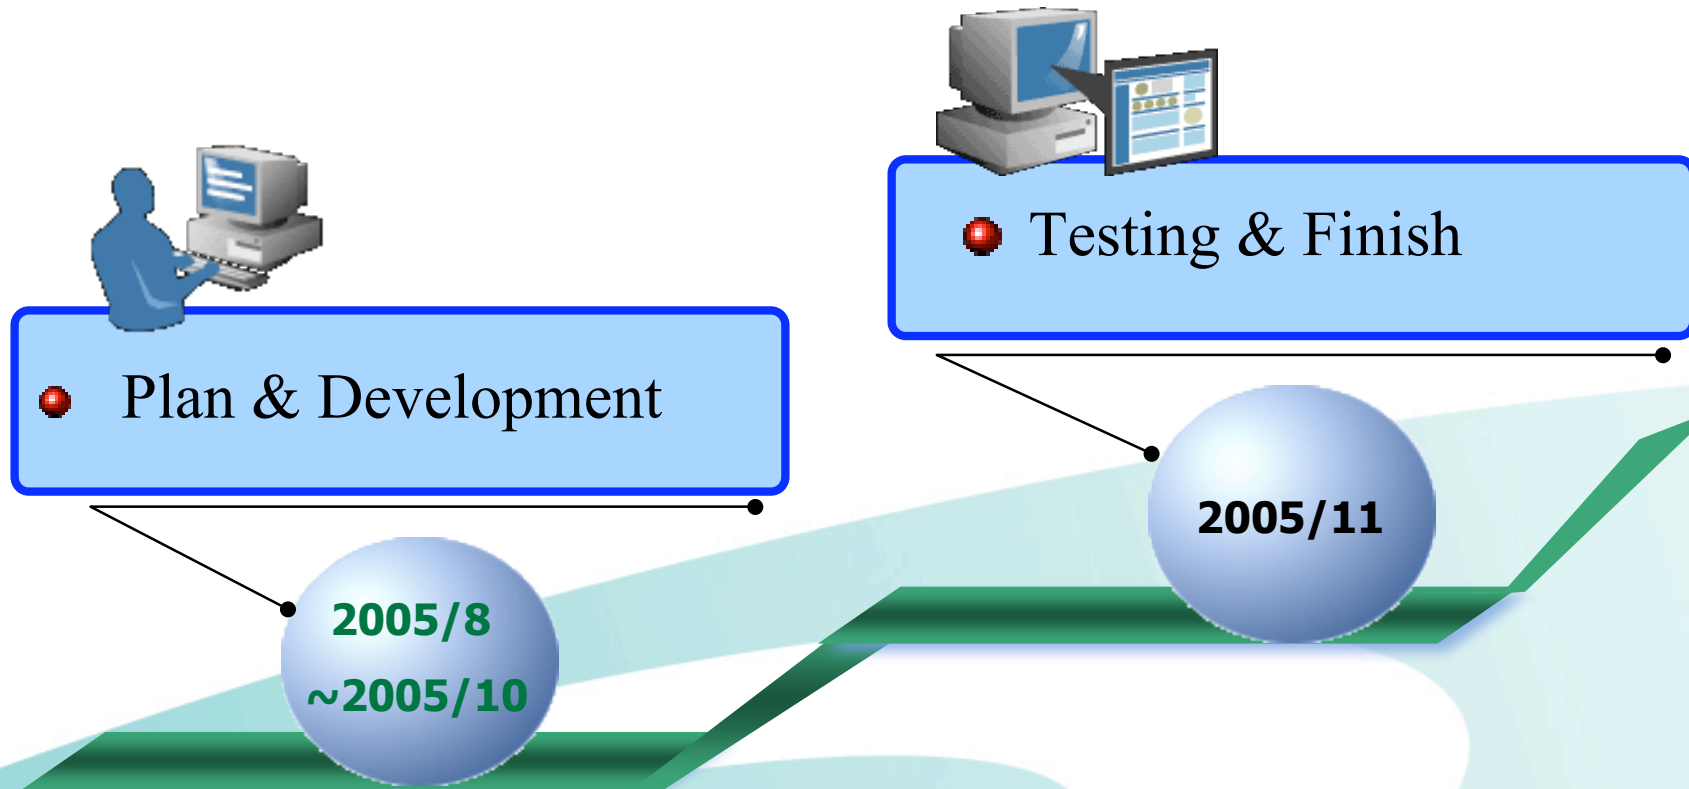 Testing & Finish
Plan & Development
2005/11
2005/8
~2005/10